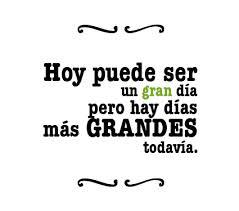 Hoy puede ser
un gran día
pero hay días
más GRANDES
todavía.